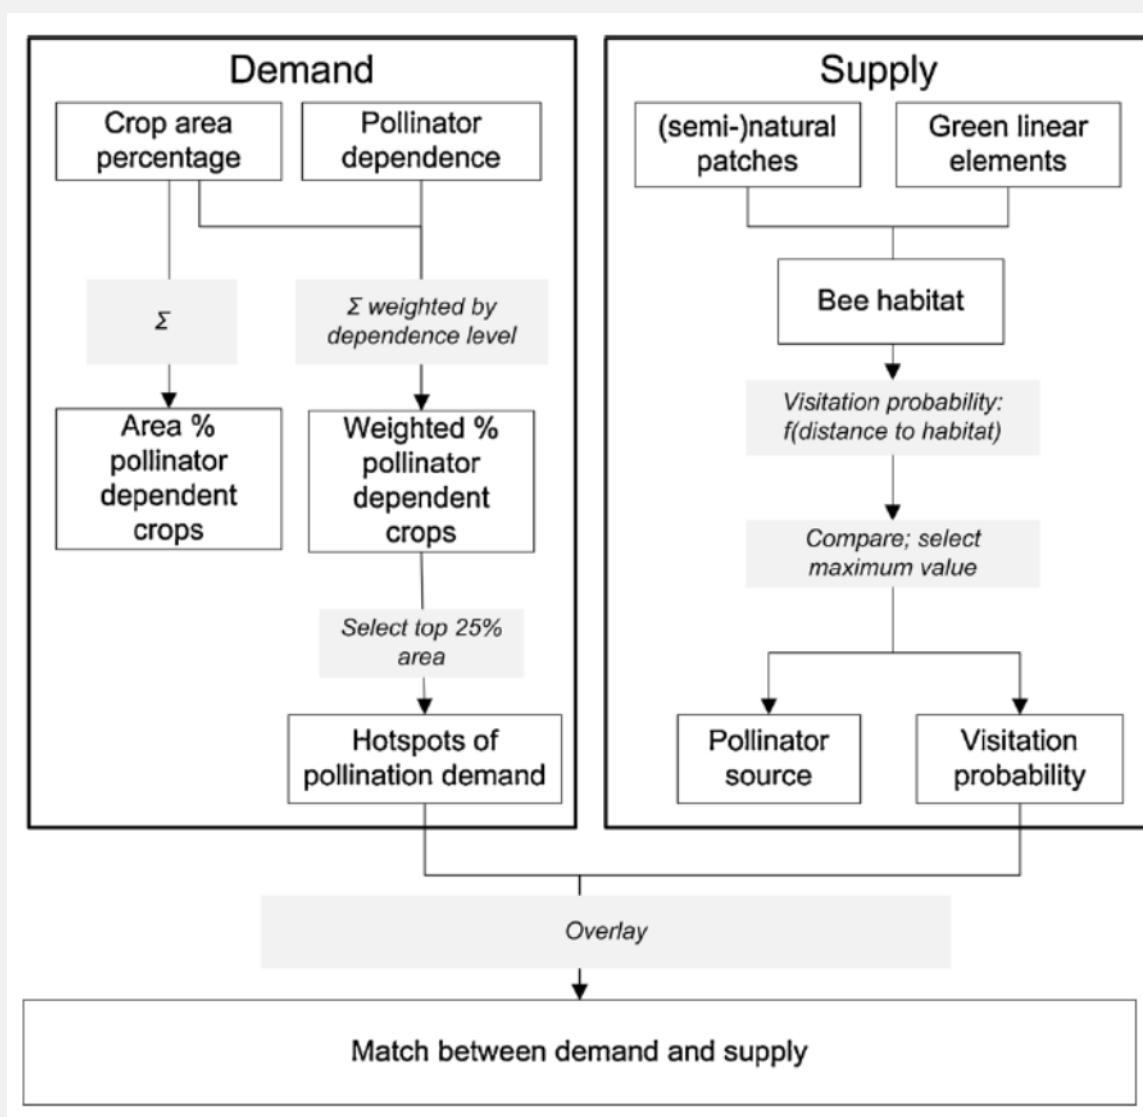 Demand
Crop area
percentage
Pollinator
dependence
Σ
Σ weighted by
dependence level
Area %
pollinator
dependent
crops
Weighted %
pollinator
dependent
crops
Select top 25%
area
Hotspots of
pollination demand
Supply
(semi-)natural
patches
Green linear
elements
Bee habitat
Visitation probability:
f(distance to habitat)
Compare; select
maximum value
Pollinator
source
Visitation
probability
Overlay
Match between demand and supply